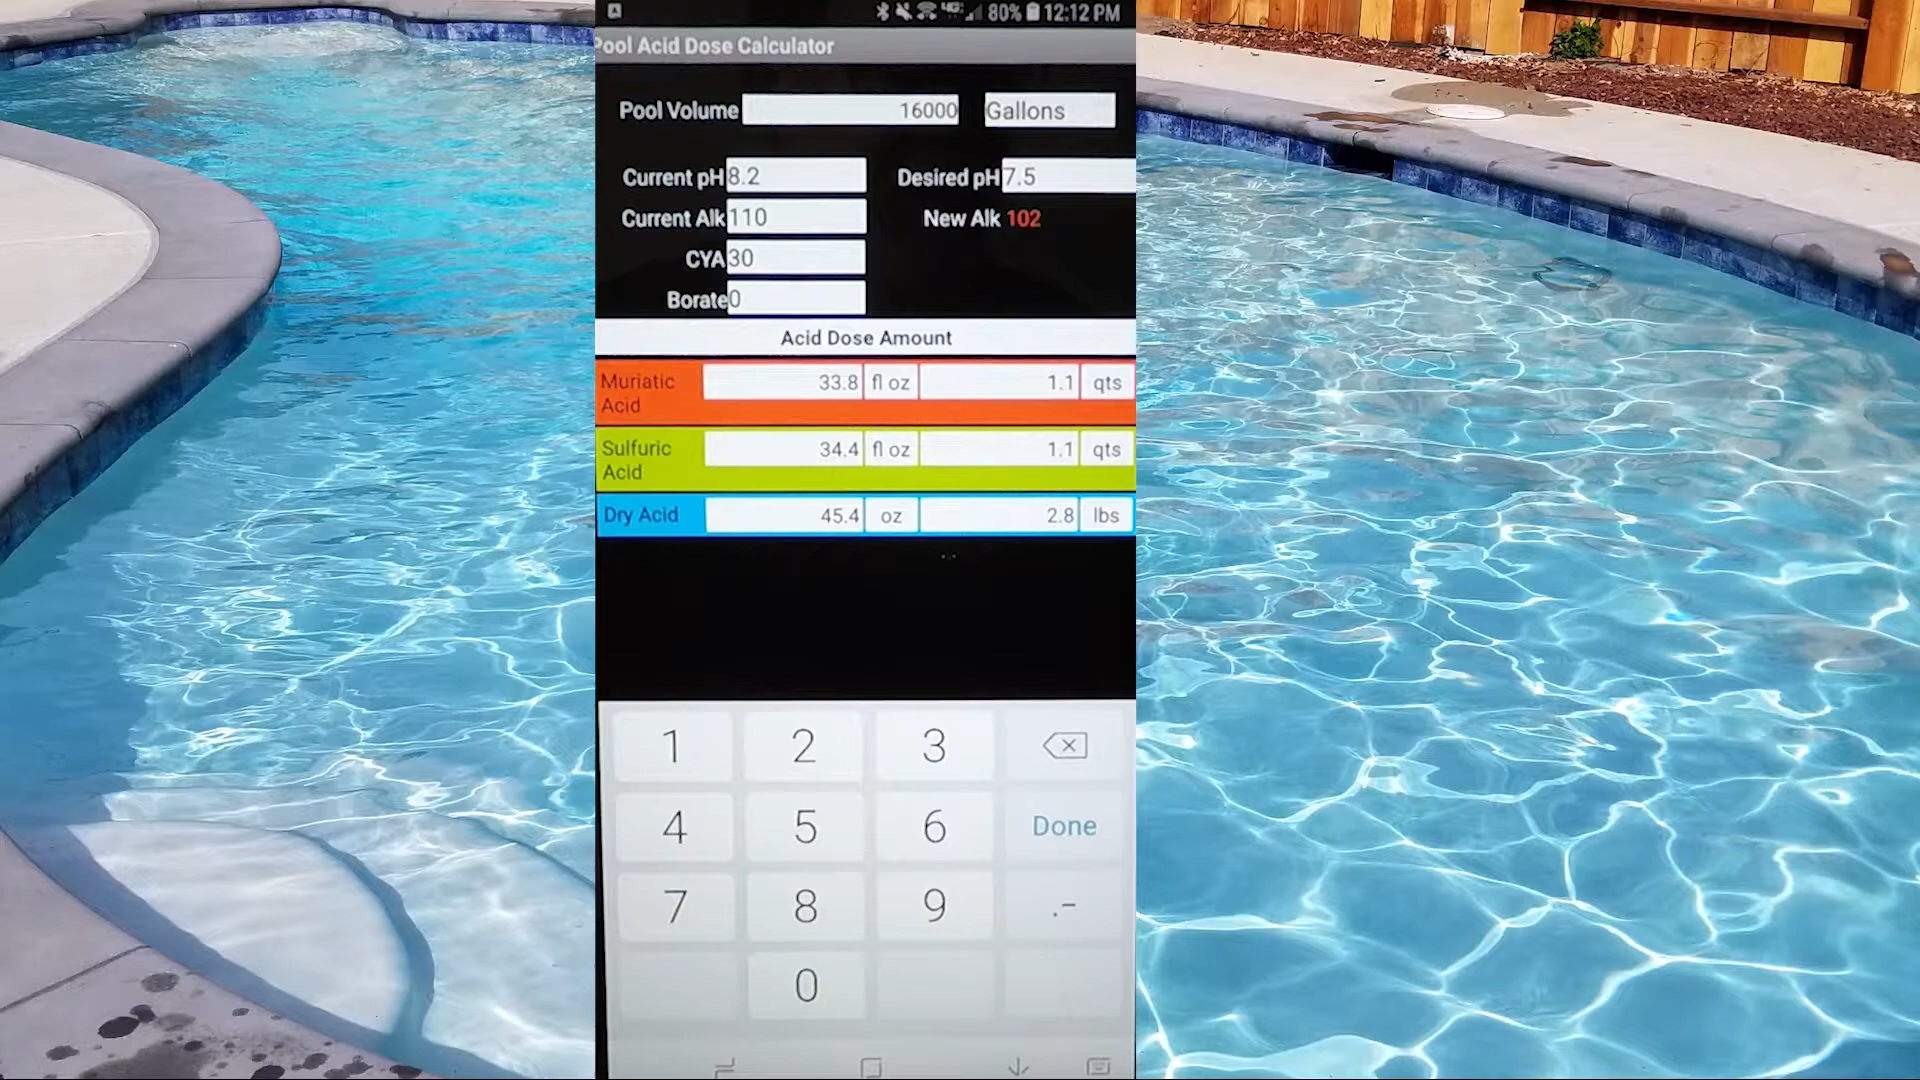 80% 12:12 PM
Pool Acid Dose Calculator
Pool Volume 16000 Gallons
Current pH 8.2 Desired pH 7.5
Current Alk 110 New Alk 102
CYA 30
Borate 0
Acid Dose Amount
Muriatic Acid 33.8 fl oz 1.1 qts
Sulfuric Acid 34.4 fl oz 1.1 qts
Dry Acid 45.4 oz 2.8 lbs
1 2 3
4 5 6 Done
7 8 9 .-
0